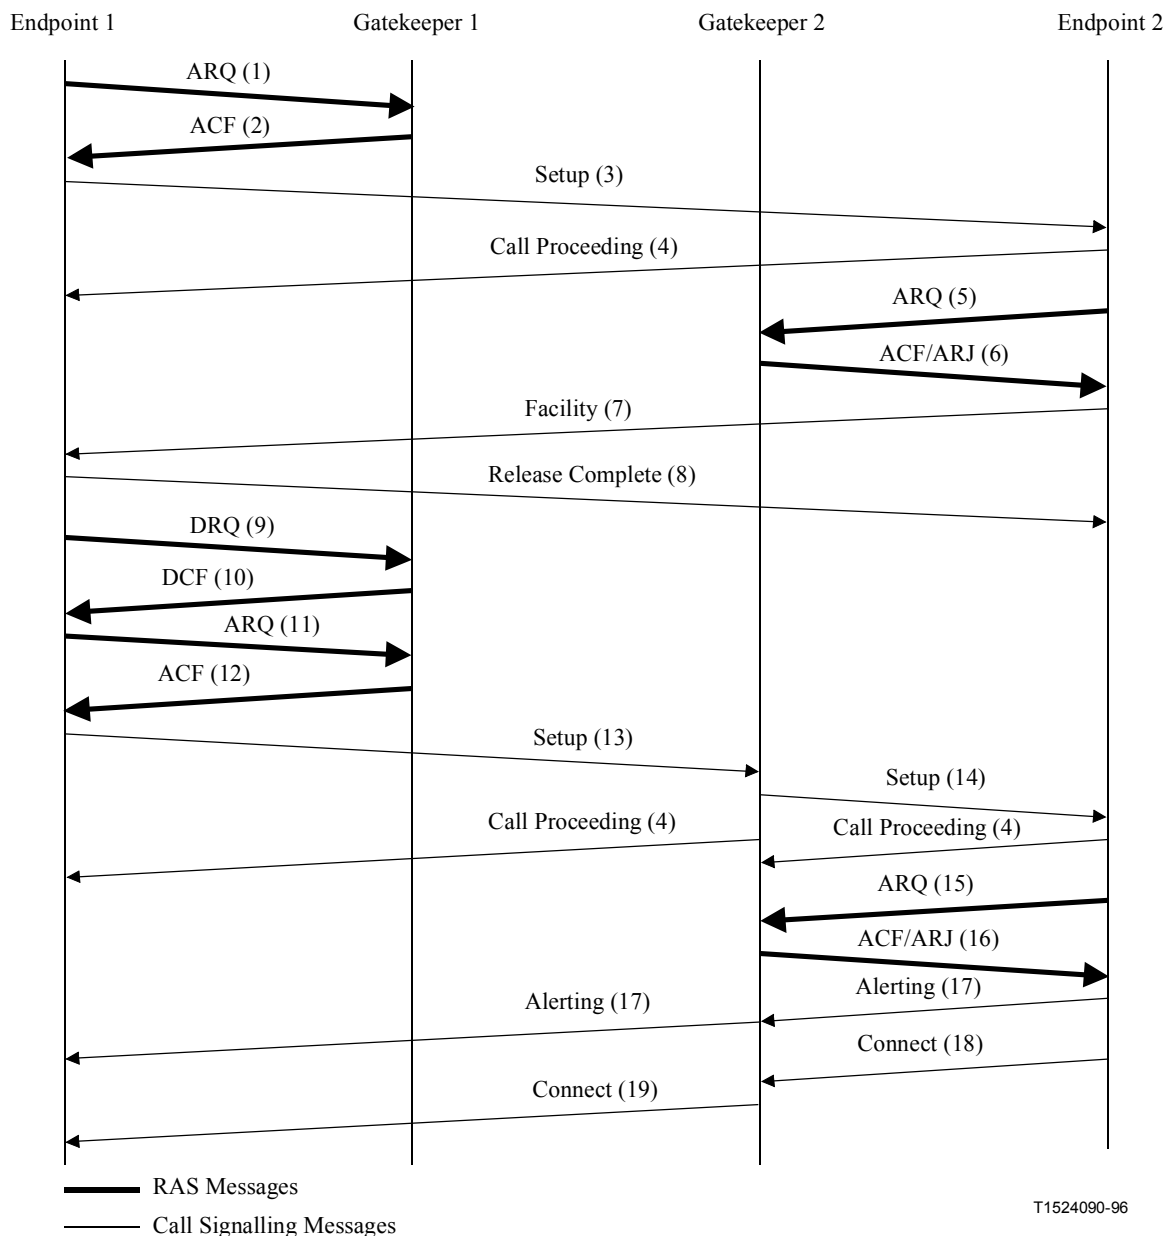 Endpoint 1 Gatekeeper 1 Gatekeeper 2 Endpoint 2
ARQ (1)
ACF (2)
Setup (3)
Call Proceeding (4)
ARQ (5)
ACF/ARJ (6)
Facility (7)
Release Complete (8)
DRQ (9)
DCF (10)
ARQ (11)
ACF (12)
Setup (13)
Setup (14)
Call Proceeding (4) Call Proceeding (4)
ARQ (15)
ACF/ARJ (16)
Alerting (17) Alerting (17)
Connect (18)
Connect (19)
RAS Messages
T1524090-96
Call Signalling Messages